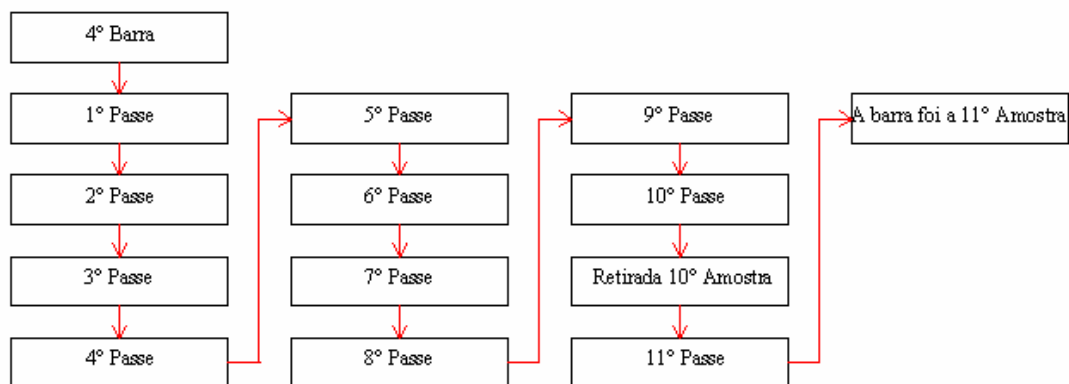 4° Barra
1° Passe
2° Passe
3° Passe
4° Passe
5° Passe
6° Passe
7° Passe
8° Passe
9° Passe
10° Passe
Retirada 10° Amostra
11° Passe
A barra foi a 11° Amostra